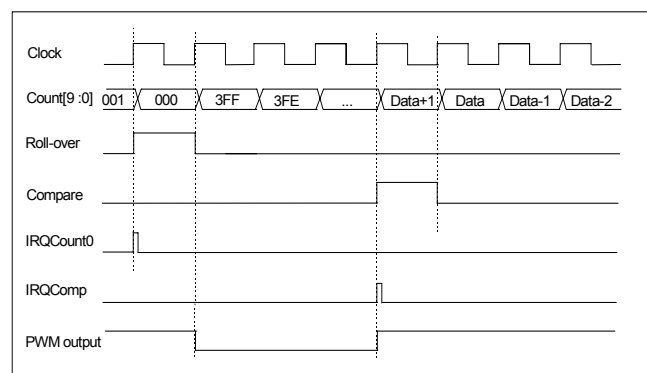 Clock
Count[9 :0] 001 000 3FF 3FE ... Data+1 Data Data-1 Data-2
Roll-over
Compare
IRQCount0
IRQComp
PWM output